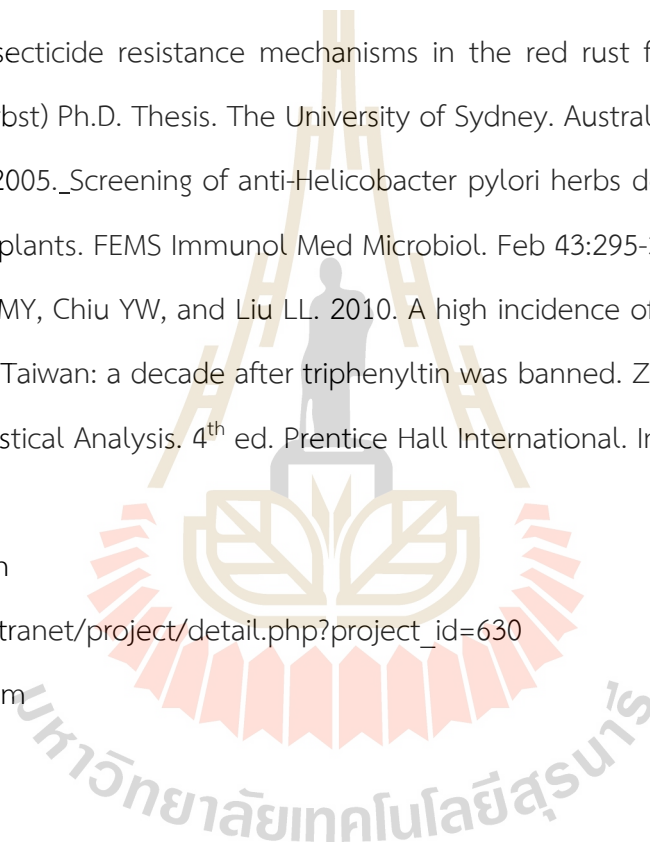 secticide resistance mechanisms in the red rust f
bst) Ph.D. Thesis. The University of Sydney. Austral
2005. Screening of anti-Helicobacter pylori herbs d
plants. FEMS Immunol Med Microbiol. Feb 43:295-
MY, Chiu YW, and Liu LL. 2010. A high incidence of
Taiwan: a decade after triphenyltin was banned. Z
stical Analysis. 4th ed. Prentice Hall International. In
tranet/project/detail.php?project_id=630
m
มหาวิทยาลัยเทคโนโลยีสุรนารี